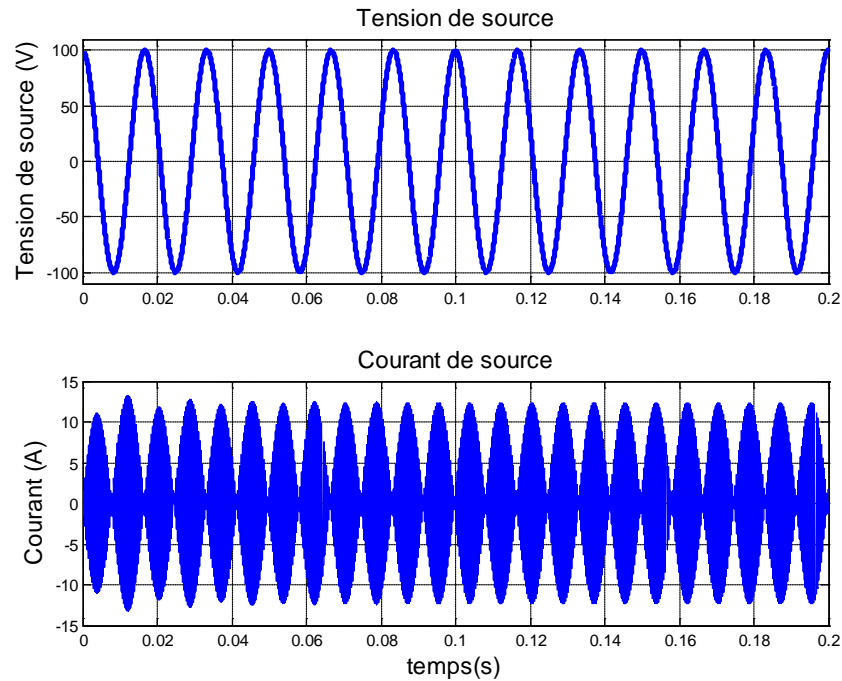 Tension de source
Tension de source (V)
100
50
0
-50
-100
0 0.02 0.04 0.06 0.08 0.1 0.12 0.14 0.16 0.18 0.2
Courant de source
Courant (A)
15
10
5
0
-5
-10
-15
0 0.02 0.04 0.06 0.08 0.1 0.12 0.14 0.16 0.18 0.2
temps(s)